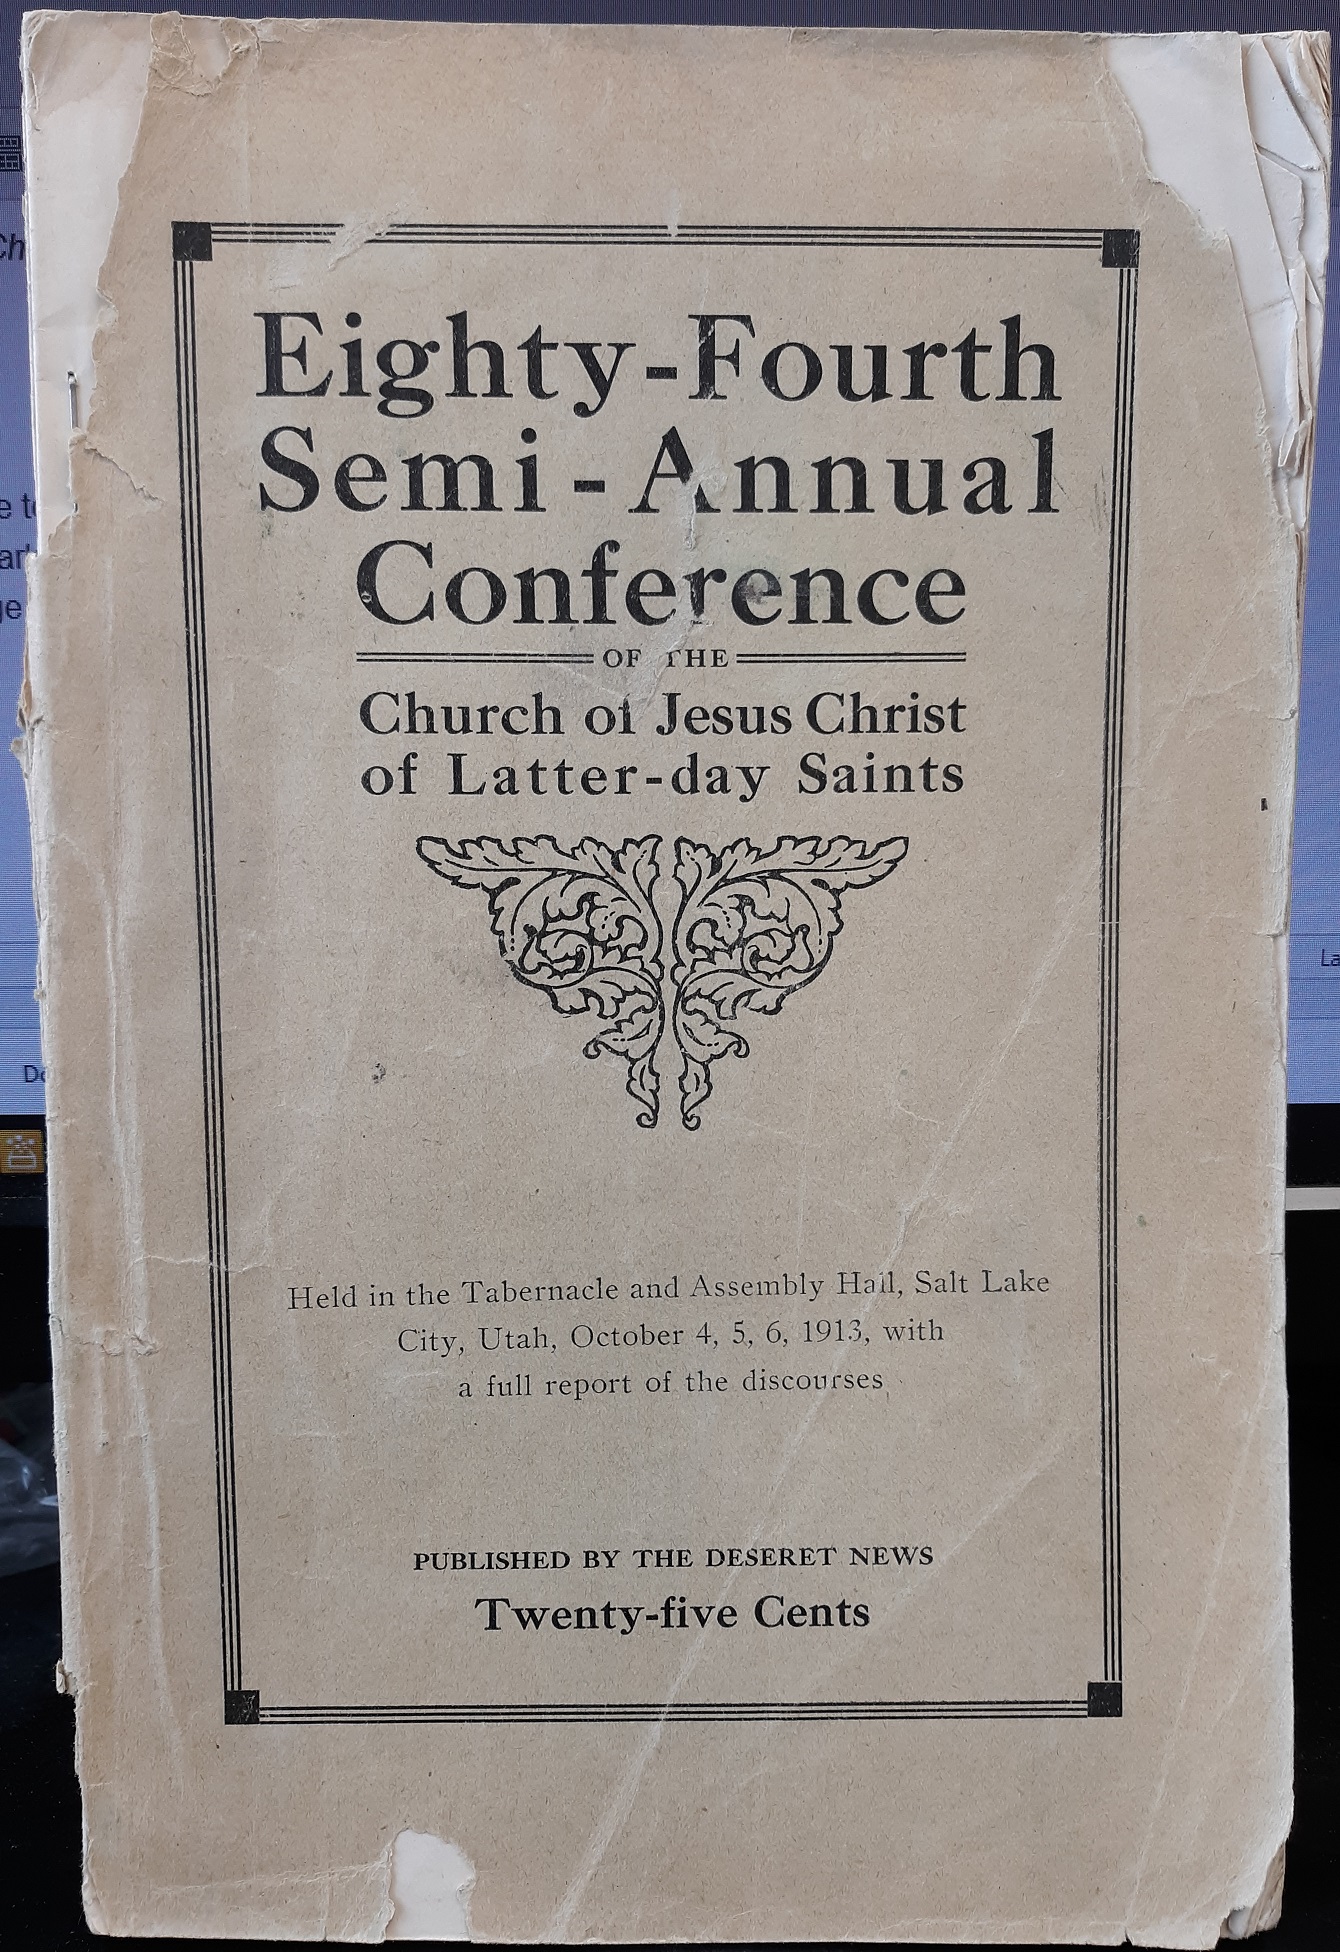 Eighty-Fourth
Semi-Annual
Conference
OF THE
Church of Jesus Christ
of Latter-day Saints
Held in the Tabernacle and Assembly Hall, Salt Lake
City, Utah, October 4, 5, 6, 1913, with
a full report of the discourses
PUBLISHED BY THE DESERET NEWS
Twenty-five Cents